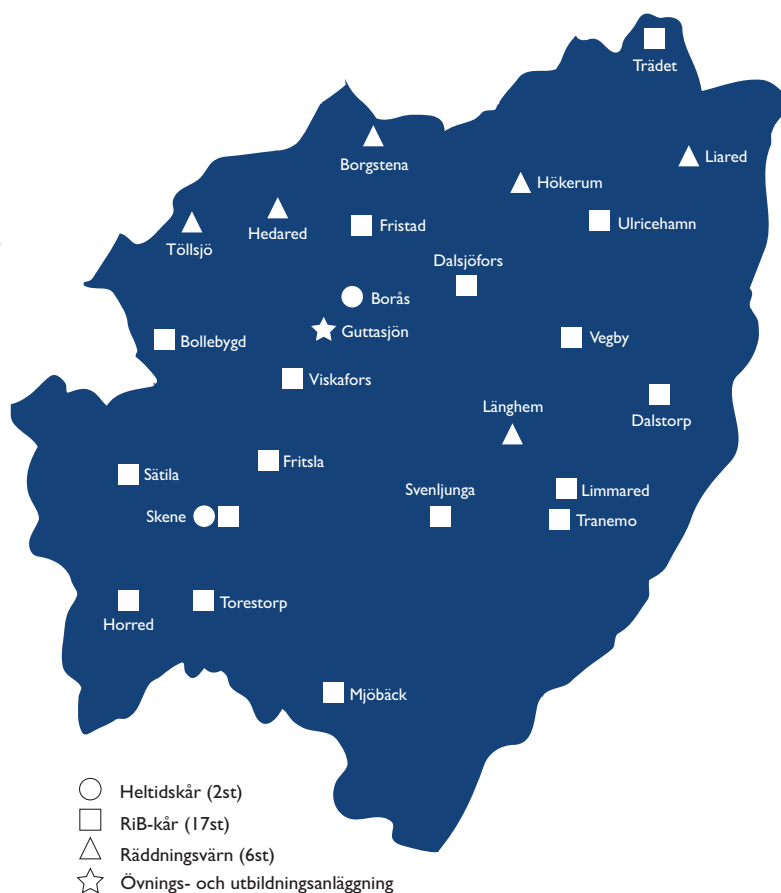 Trädet
Borgstena
Liared
Hökerum
Töllsjö
Hedared
Fristad
Ulricehamn
Dalsjöfors
Borås
Guttasjön
Bollebygd
Vegby
Viskafors
Länghem
Dalstorp
Fritsla
Sätila
Svenljunga
Limmared
Skene
Tranemo
Horred
Torestorp
Mjöbäck
Heltidskår (2st)
RiB-kår (17st)
Räddningsvärn (6st)
Övnings- och utbildningsanläggning